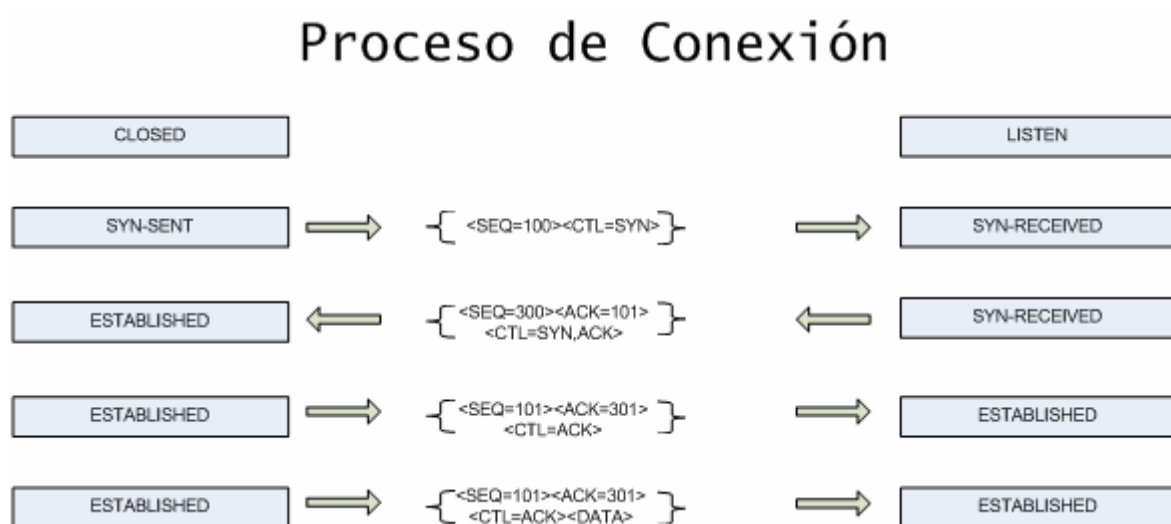 Proceso de Conexión
CLOSED
LISTEN
SYN-SENT
<SEQ=100><CTL=SYN>
SYN-RECEIVED
ESTABLISHED
<SEQ=300><ACK=101>
<CTL=SYN,ACK>
SYN-RECEIVED
ESTABLISHED
<SEQ=101><ACK=301>
<CTL=ACK>
ESTABLISHED
ESTABLISHED
<SEQ=101><ACK=301>
<CTL=ACK><DATA>
ESTABLISHED